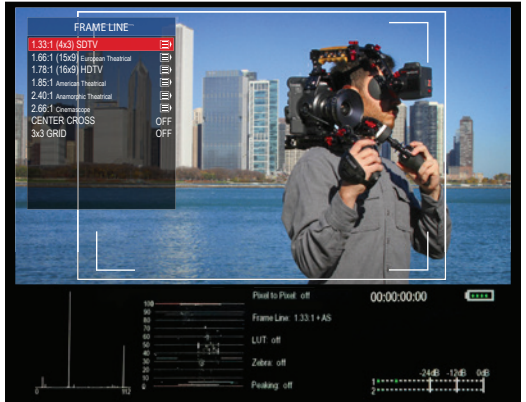 FRAME LINE
1.33:1 (4x3) SDTV
1.66:1 (15x9) European Theatrical
1.78:1 (16x9) HDTV
1.85:1 American Theatrical
2.40:1 Anamorphic Theatrical
2.66:1 Cinemascope
CENTER CROSS OFF
3x3 GRID OFF
Pixel to Pixel: off
00:00:00:00
Frame Line: 1.33:1 + AS
LUT: off
Zebra: off
Peaking: off
100
90
80
70
60
50
40
30
20
10
0
0 112
-24dB -12dB 0dB
1
2